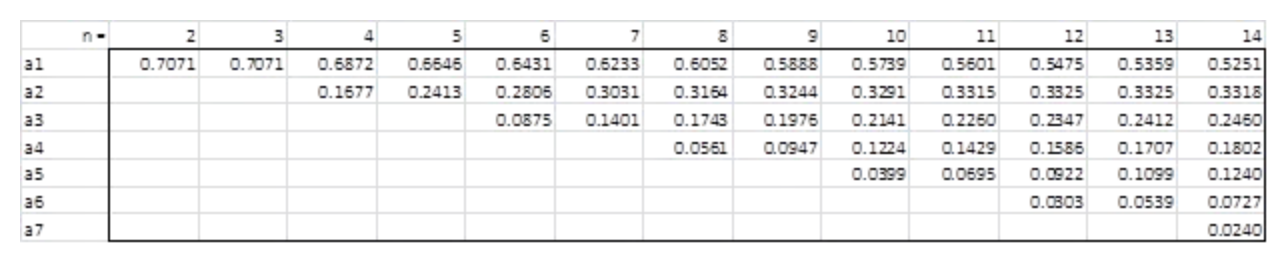 n = 2 3 4 5 6 7 8 9 10 11 12 13 14
a1 0.7071 0.7071 0.6872 0.6646 0.6431 0.6233 0.6052 0.5888 0.5739 0.5601 0.5475 0.5359 0.5251
a2 0.1677 0.2413 0.2806 0.3031 0.3164 0.3244 0.3291 0.3315 0.3325 0.3325 0.3318
a3 0.0875 0.1401 0.1743 0.1976 0.2141 0.2260 0.2347 0.2412 0.2460
a4 0.0561 0.0947 0.1224 0.1429 0.1586 0.1707 0.1802
a5 0.0399 0.0695 0.0922 0.1099 0.1240
a6 0.0303 0.0539 0.0727
a7 0.0240